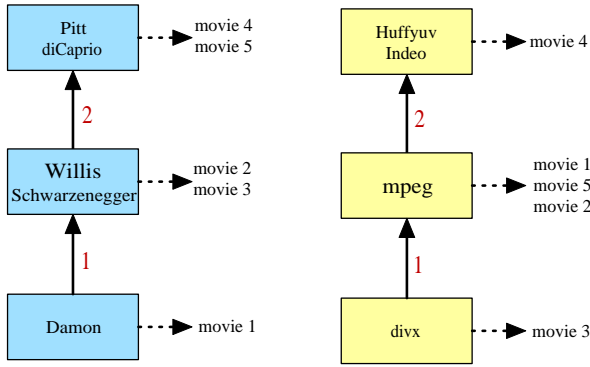 Pitt
diCaprio
movie 4
movie 5
2
Willis
Schwarzenegger
movie 2
movie 3
1
Damon
movie 1
Huffyuv
Indeo
movie 4
2
mpeg
movie 1
movie 5
movie 2
1
divx
movie 3